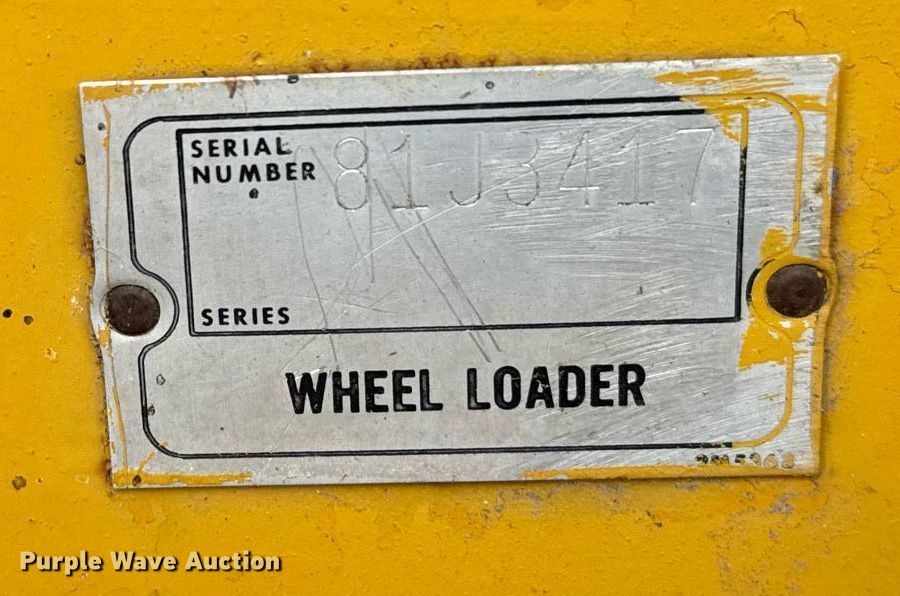 SERIAL 81J3417
NUMBER
SERIES
WHEEL LOADER
Purple Wave Auction